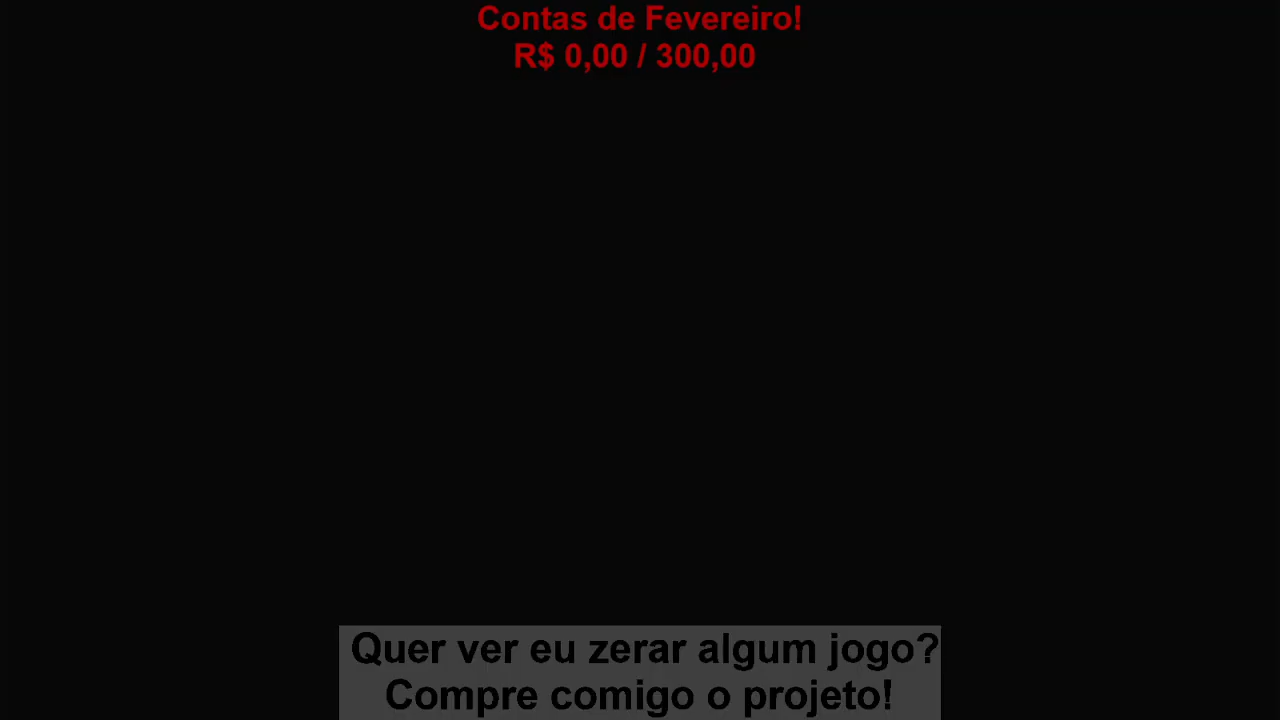 Contas de Fevereiro!
R$ 0,00 / 300,00
Quer ver eu zerar algum jogo?
Compre comigo o projeto!